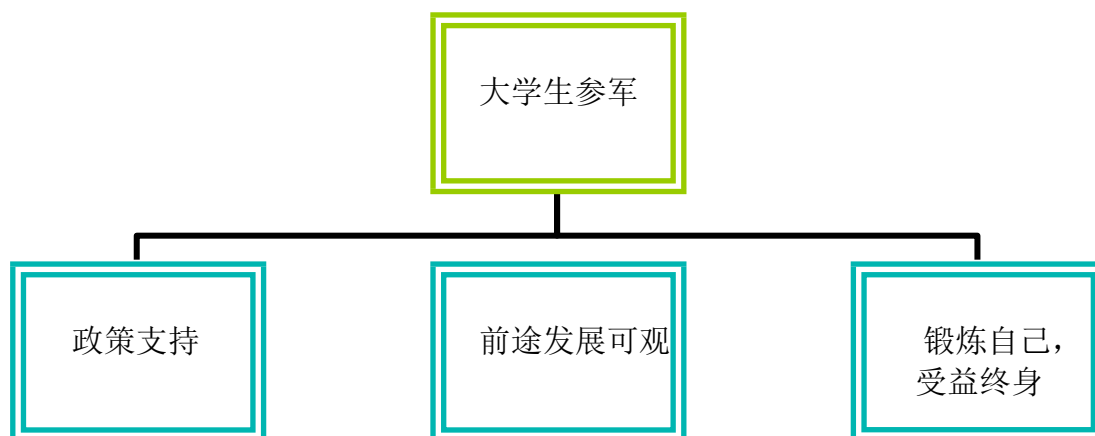 大学生参军
政策支持
前途发展可观
锻炼自己，
受益终身